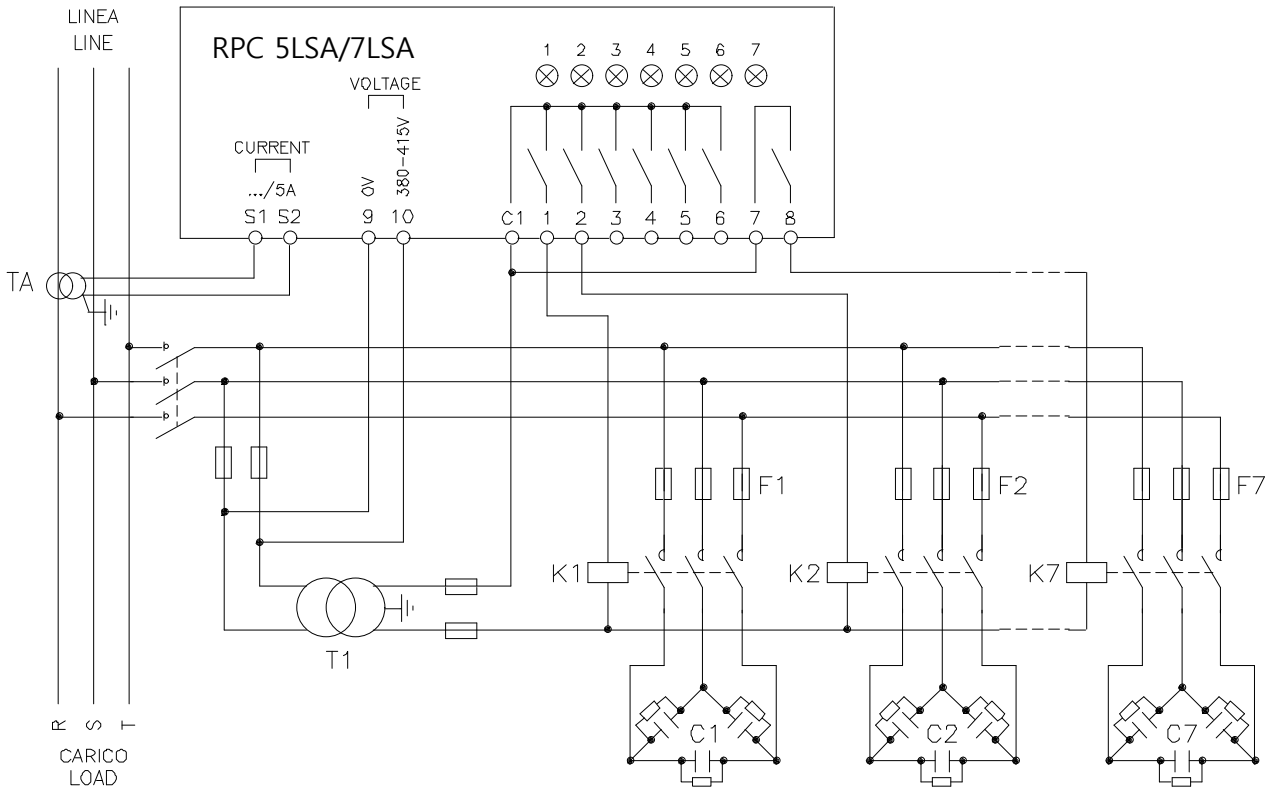 LINEA
LINE
RPC 5LSA/7LSA
1 2 3 4 5 6 7
VOLTAGE
CURRENT
.../5A
0V
380-415V
S1 S2 9 10 C1 1 2 3 4 5 6 7 8
TA
F1 F2 F7
K1 K2 K7
T1
C1 C2 C7
R S T
CARICO
LOAD